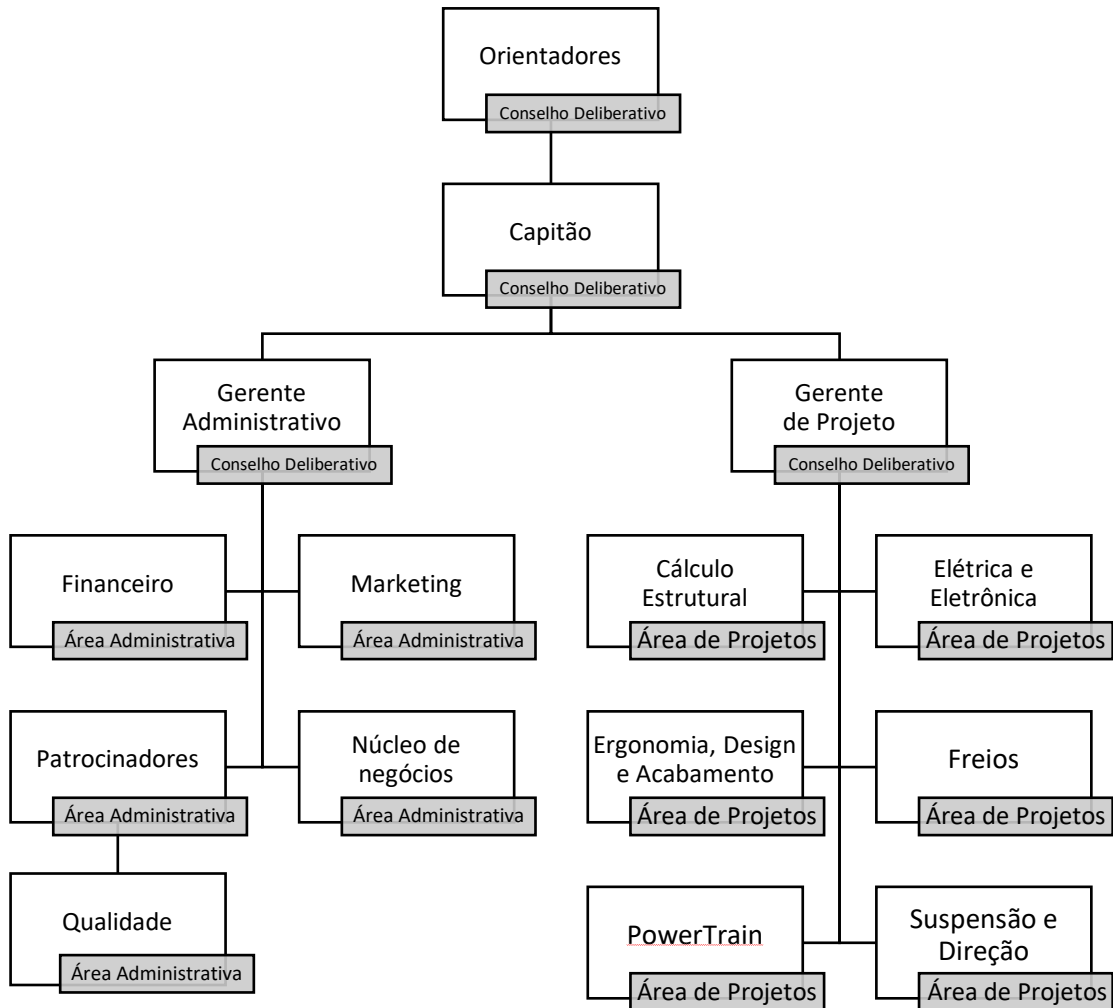 Orientadores
Conselho Deliberativo
Capitão
Conselho Deliberativo
Gerente
Administrativo
Conselho Deliberativo
Gerente
de Projeto
Conselho Deliberativo
Financeiro
Área Administrativa
Marketing
Área Administrativa
Cálculo
Estrutural
Área de Projetos
Elétrica e
Eletrônica
Área de Projetos
Patrocinadores
Área Administrativa
Núcleo de
negócios
Área Administrativa
Ergonomia, Design
e Acabamento
Área de Projetos
Freios
Área de Projetos
Qualidade
Área Administrativa
PowerTrain
Área de Projetos
Suspensão e
Direção
Área de Projetos